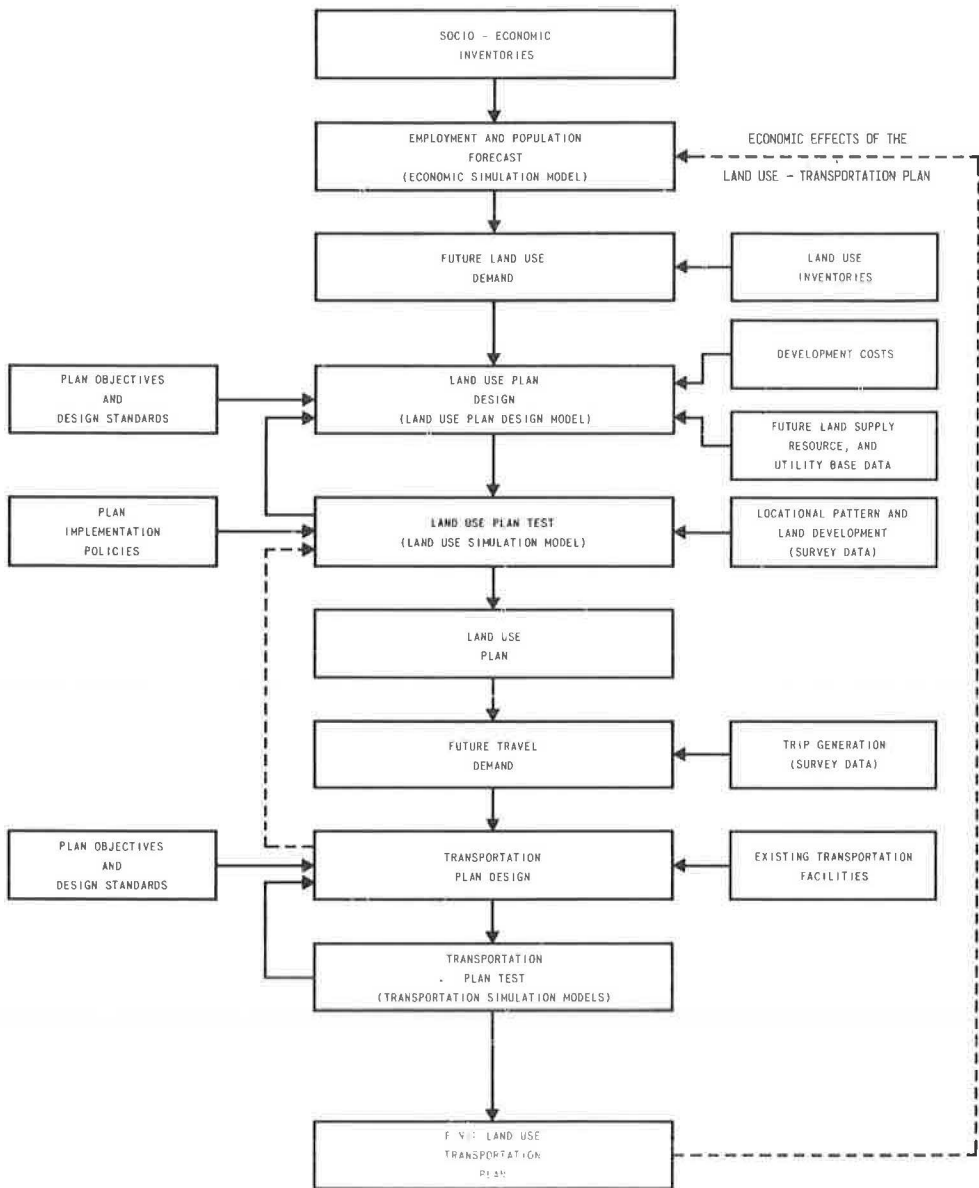 SOCIO - ECONOMIC
INVENTORIES
EMPLOYMENT AND POPULATION
FORECAST
(ECONOMIC SIMULATION MODEL)
ECONOMIC EFFECTS OF THE
LAND USE - TRANSPORTATION PLAN
FUTURE LAND USE
DEMAND
LAND USE
INVENTORIES
DEVELOPMENT COSTS
PLAN OBJECTIVES
AND
DESIGN STANDARDS
LAND USE PLAN
DESIGN
(LAND USE PLAN DESIGN MODEL)
FUTURE LAND SUPPLY
RESOURCE, AND
UTILITY BASE DATA
PLAN
IMPLEMENTATION
POLICIES
LAND USE PLAN TEST
(LAND USE SIMULATION MODEL)
LOCATIONAL PATTERN AND
LAND DEVELOPMENT
(SURVEY DATA)
LAND USE
PLAN
FUTURE TRAVEL
DEMAND
TRIP GENERATION
(SURVEY DATA)
PLAN OBJECTIVES
AND
DESIGN STANDARDS
TRANSPORTATION
PLAN DESIGN
EXISTING TRANSPORTATION
FACILITIES
TRANSPORTATION
PLAN TEST
(TRANSPORTATION SIMULATION MODELS)
LAND USE
TRANSPORTATION
PLAN